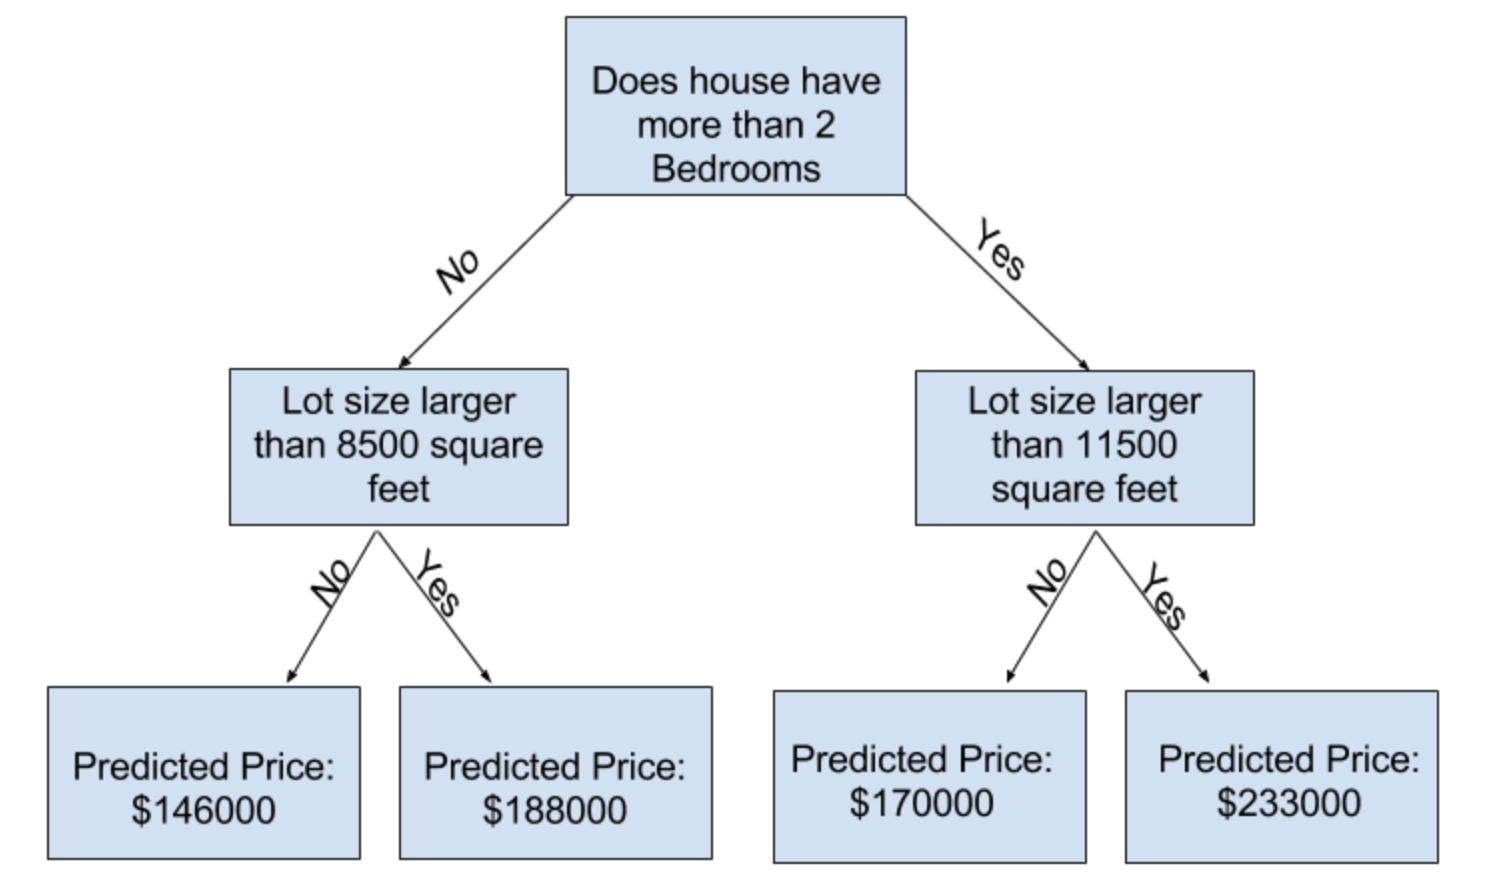 Does house have
more than 2
Bedrooms
No
Yes
Lot size larger
than 8500 square
feet
Lot size larger
than 11500
square feet
No
Yes
No
Yes
Predicted Price:
$146000
Predicted Price:
$188000
Predicted Price:
$170000
Predicted Price:
$233000